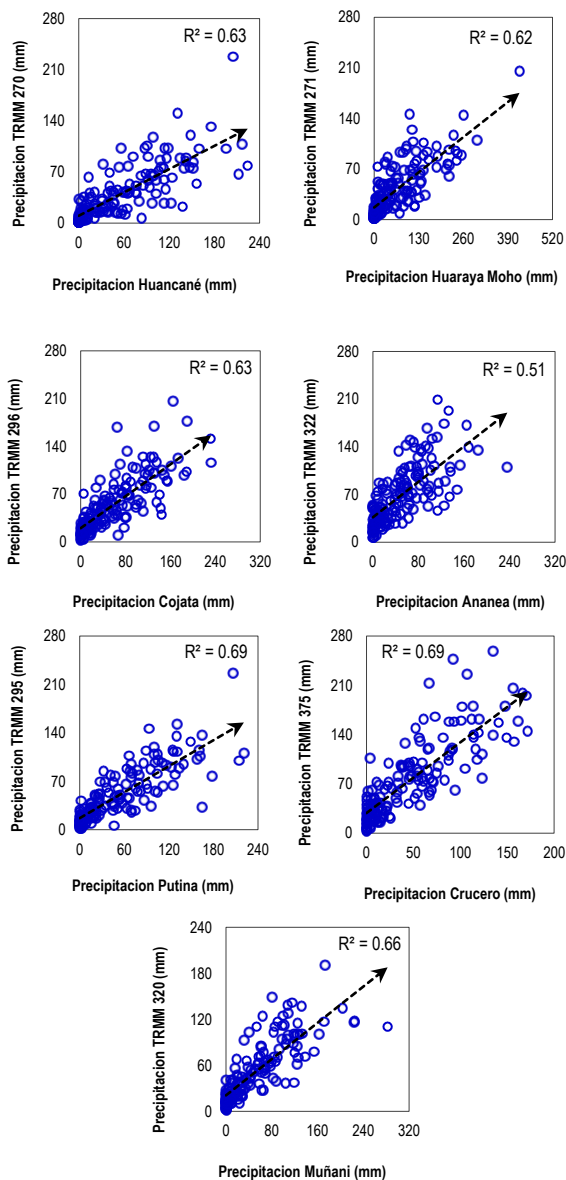 R² = 0.63
Precipitacion TRMM 270 (mm)
280
210
140
70
0
0 60 120 180 240
Precipitacion Huancané (mm)
R² = 0.62
Precipitacion TRMM 271 (mm)
280
210
140
70
0
0 130 260 390 520
Precipitacion Huaraya Moho (mm)
R² = 0.63
Precipitacion TRMM 296 (mm)
280
210
140
70
0
0 80 160 240 320
Precipitacion Cojata (mm)
R² = 0.51
Precipitacion TRMM 322 (mm)
280
210
140
70
0
0 80 160 240 320
Precipitacion Ananea (mm)
R² = 0.69
Precipitacion TRMM 295 (mm)
280
210
140
70
0
0 60 120 180 240
Precipitacion Putina (mm)
R² = 0.69
Precipitacion TRMM 375 (mm)
280
210
140
70
0
0 50 100 150 200
Precipitacion Crucero (mm)
R² = 0.66
Precipitacion TRMM 320 (mm)
240
180
120
60
0
0 80 160 240 320
Precipitacion Muñani (mm)